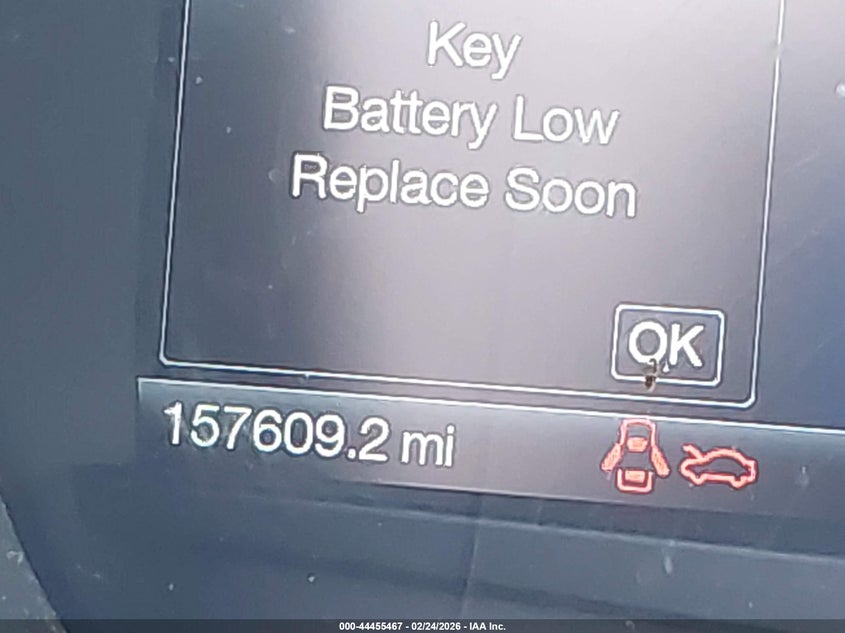 Key
Battery Low
Replace Soon
OK
157609.2 mi
000-44455467 - 02/24/2026 - IAA Inc.